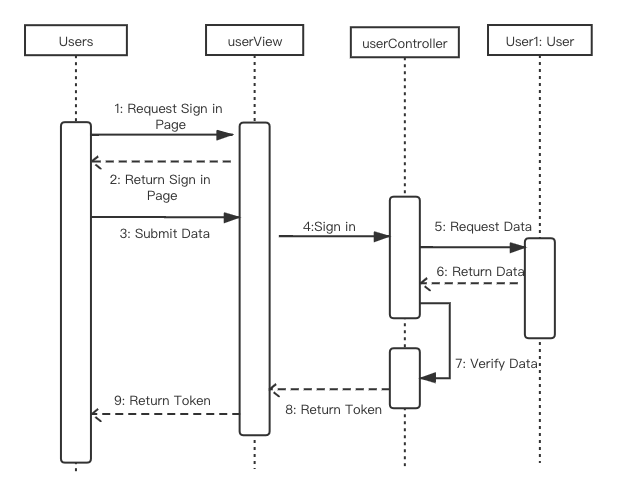 Users
userView
userController
User1: User
1: Request Sign in
Page
2: Return Sign in
Page
3: Submit Data
4:Sign in
5: Request Data
6: Return Data
7: Verify Data
8: Return Token
9: Return Token